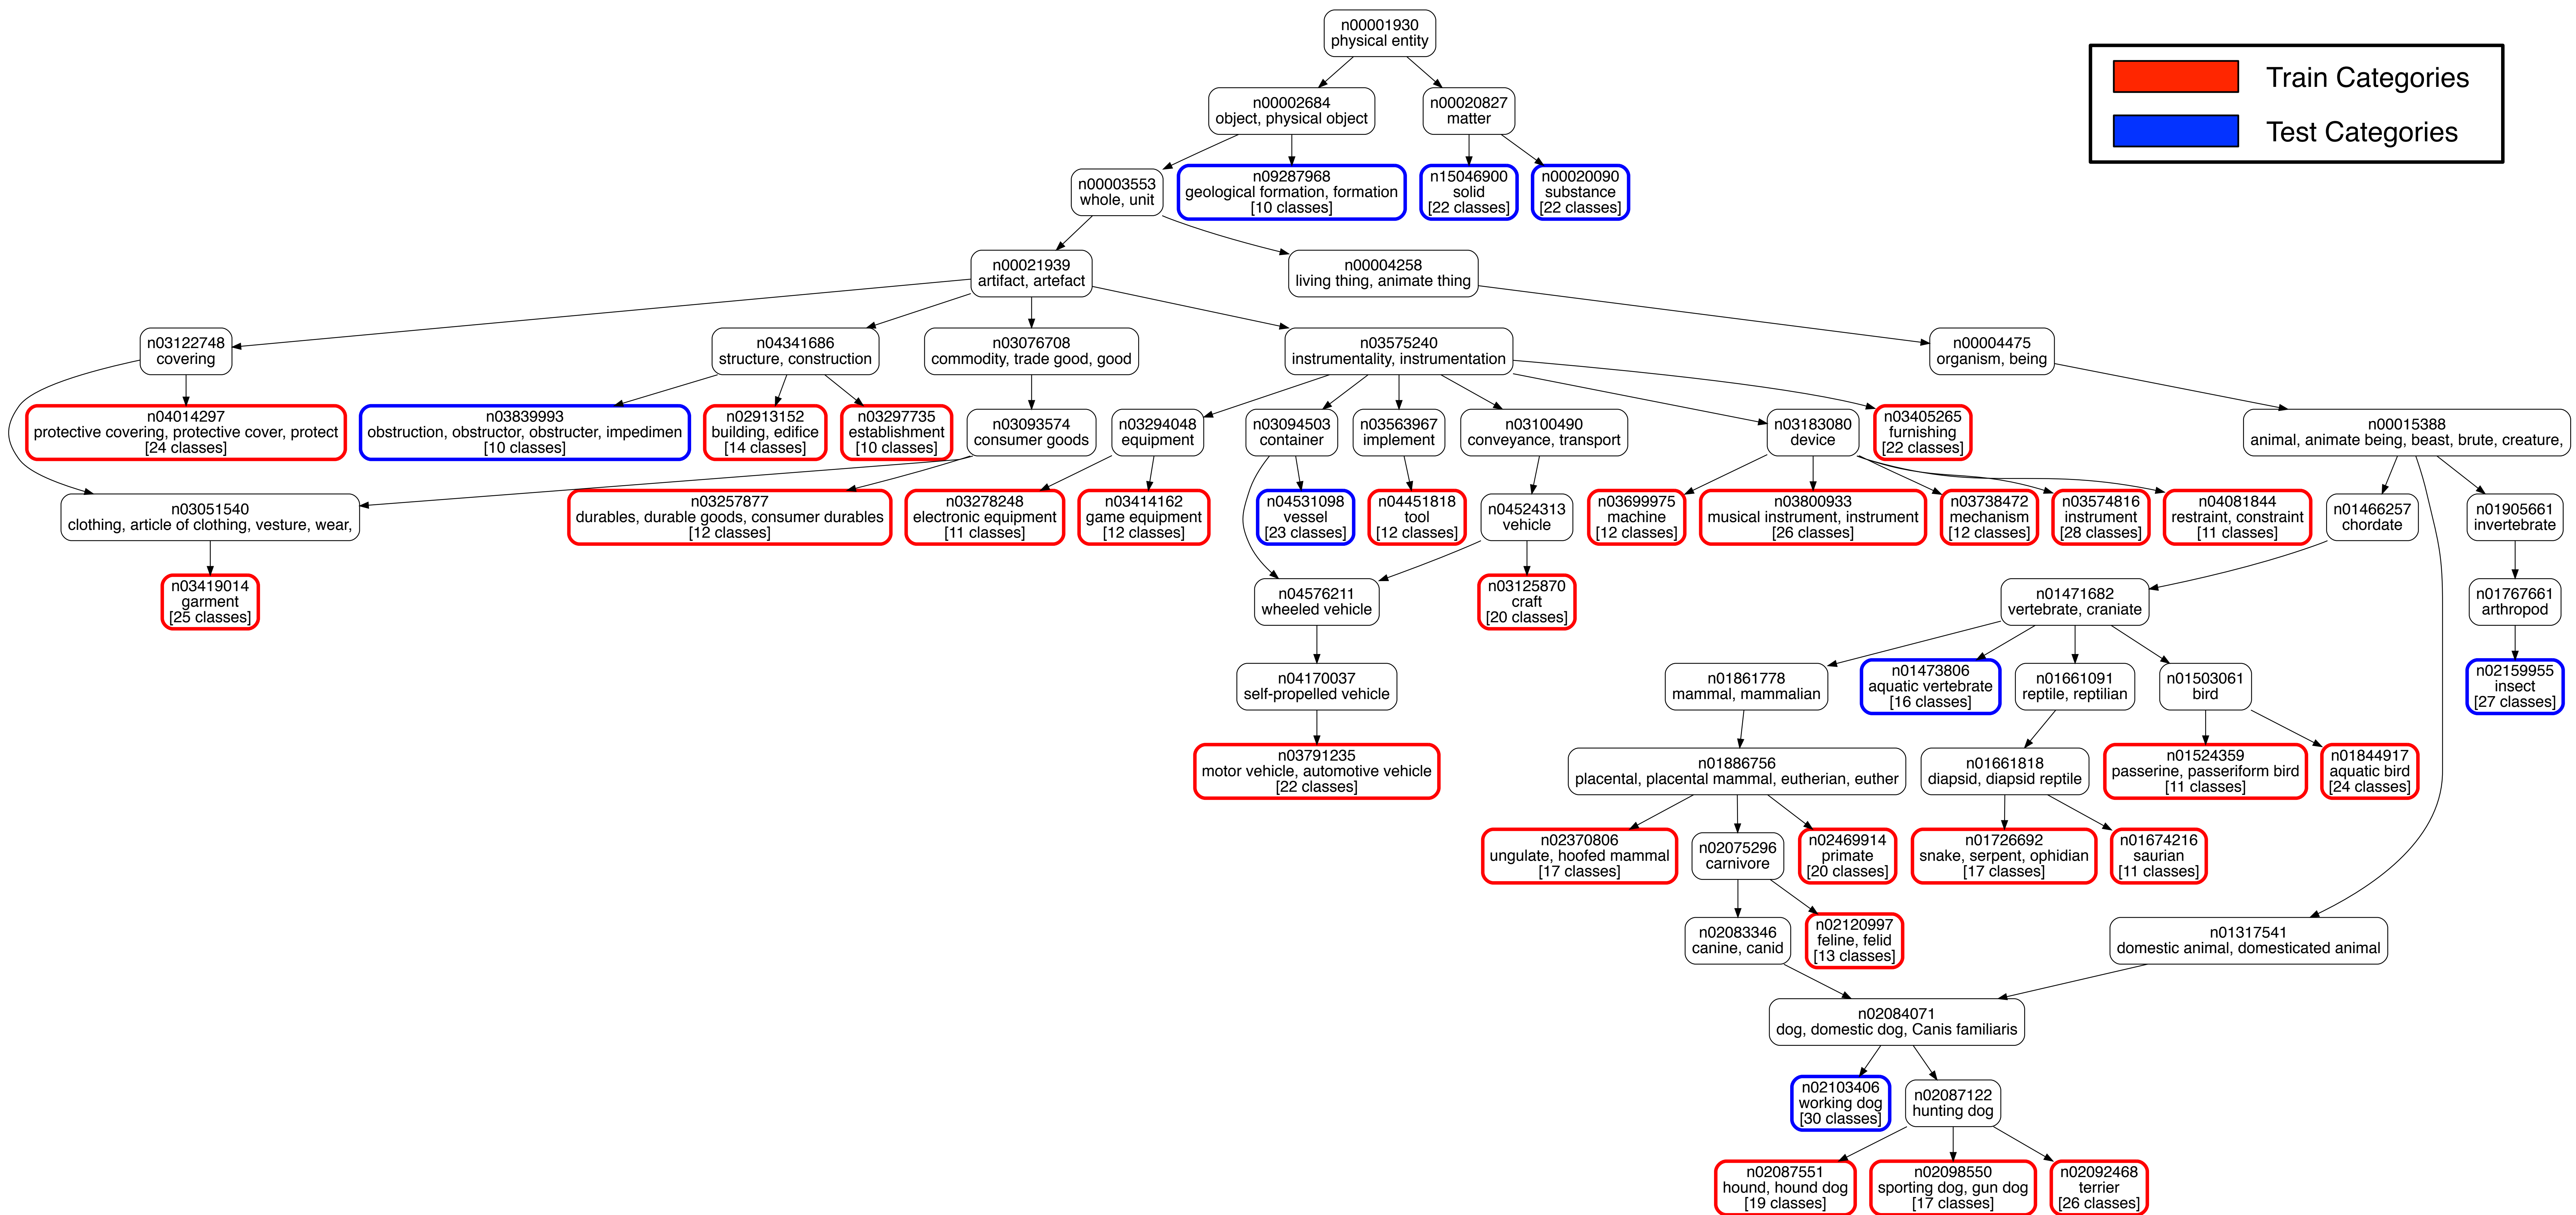 n00001930
physical entity
Train Categories
Test Categories
n00002684
object, physical object
n00020827
matter
n00003553
whole, unit
n09287968
geological formation, formation
[10 classes]
n15046900
solid
[22 classes]
n00020090
substance
[22 classes]
n00021939
artifact, artefact
n00004258
living thing, animate thing
n03122748
covering
n04341686
structure, construction
n03076708
commodity, trade good, good
n03575240
instrumentality, instrumentation
n00004475
organism, being
n04014297
protective covering, protective cover, protect
[24 classes]
n03839993
obstruction, obstructor, obstructer, impedimen
[10 classes]
n02913152
building, edifice
[14 classes]
n03297735
establishment
[10 classes]
n03093574
consumer goods
n03294048
equipment
n03094503
container
n03563967
implement
n03100490
conveyance, transport
n03183080
device
n03405265
furnishing
[22 classes]
n00015388
animal, animate being, beast, brute, creature,
n03051540
clothing, article of clothing, vesture, wear,
n03257877
durables, durable goods, consumer durables
[12 classes]
n03278248
electronic equipment
[11 classes]
n03414162
game equipment
[12 classes]
n04531098
vessel
[23 classes]
n04451818
tool
[12 classes]
n04524313
vehicle
n03699975
machine
[12 classes]
n03800933
musical instrument, instrument
[26 classes]
n03738472
mechanism
[12 classes]
n03574816
instrument
[28 classes]
n04081844
restraint, constraint
[11 classes]
n01466257
chordate
n01905661
invertebrate
n03419014
garment
[25 classes]
n04576211
wheeled vehicle
n03125870
craft
[20 classes]
n01471682
vertebrate, craniate
n01767661
arthropod
n04170037
self-propelled vehicle
n01861778
mammal, mammalian
n01473806
aquatic vertebrate
[16 classes]
n01661091
reptile, reptilian
n01503061
bird
n02159955
insect
[27 classes]
n03791235
motor vehicle, automotive vehicle
[22 classes]
n01886756
placental, placental mammal, eutherian, euther
n01661818
diapsid, diapsid reptile
n01524359
passerine, passeriform bird
[11 classes]
n01844917
aquatic bird
[24 classes]
n02370806
ungulate, hoofed mammal
[17 classes]
n02075296
carnivore
n02469914
primate
[20 classes]
n01726692
snake, serpent, ophidian
[17 classes]
n01674216
saurian
[11 classes]
n02083346
canine, canid
n02120997
feline, felid
[13 classes]
n01317541
domestic animal, domesticated animal
n02084071
dog, domestic dog, Canis familiaris
n02103406
working dog
[30 classes]
n02087122
hunting dog
n02087551
hound, hound dog
[19 classes]
n02098550
sporting dog, gun dog
[17 classes]
n02092468
terrier
[26 classes]